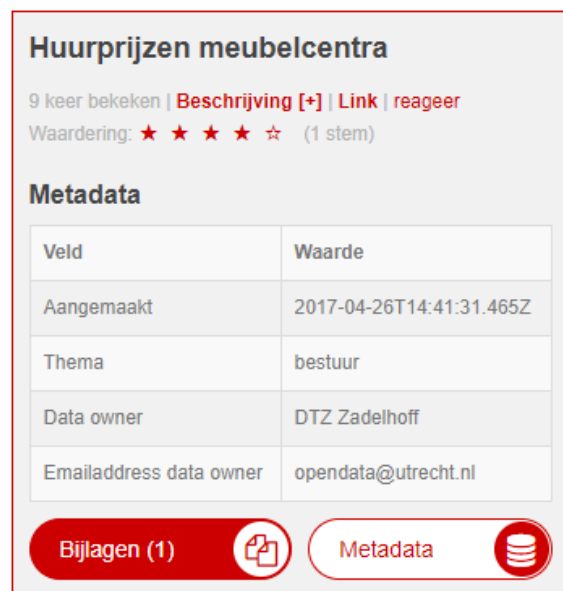 Huurprijzen meubelcentra
9 keer bekeken | Beschrijving [+] | Link | reageer
Waardering: ★ ★ ★ ★ ☆ (1 stem)
Metadata
Veld Waarde
Aangemaakt 2017-04-26T14:41:31.465Z
Thema bestuur
Data owner DTZ Zadelhoff
Emailaddress data owner opendata@utrecht.nl
Bijlagen (1) Metadata